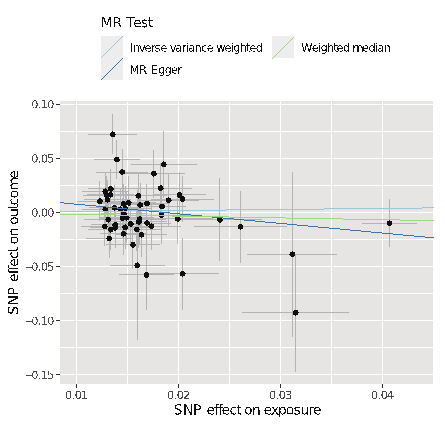 MR Test
Inverse variance weighted
Weighted median
MR Egger
0.10
0.05
0.00
−0.05
−0.10
−0.15
SNP effect on outcome
0.01
0.02
0.03
0.04
SNP effect on exposure